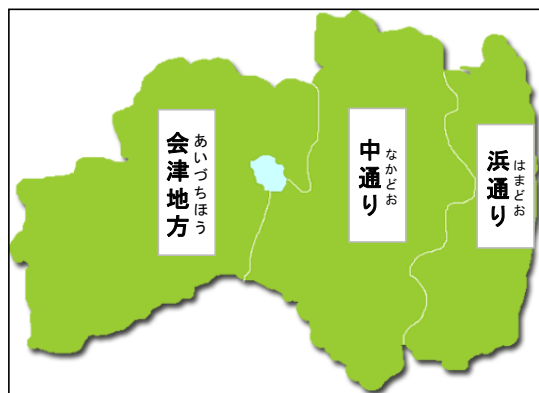 会津地方
あいづちほう
中通り
なかどお
浜通り
はまどお